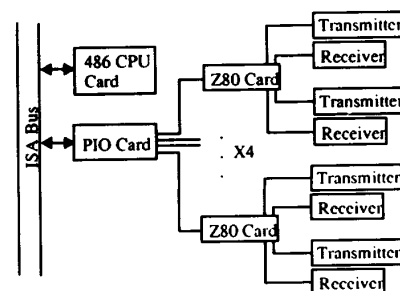 ISA Bus
486 CPU
Card
PIO Card
Z80 Card
Transmitter
Receiver
Transmitter
Receiver
X4
Z80 Card
Transmitter
Receiver
Transmitter
Receiver